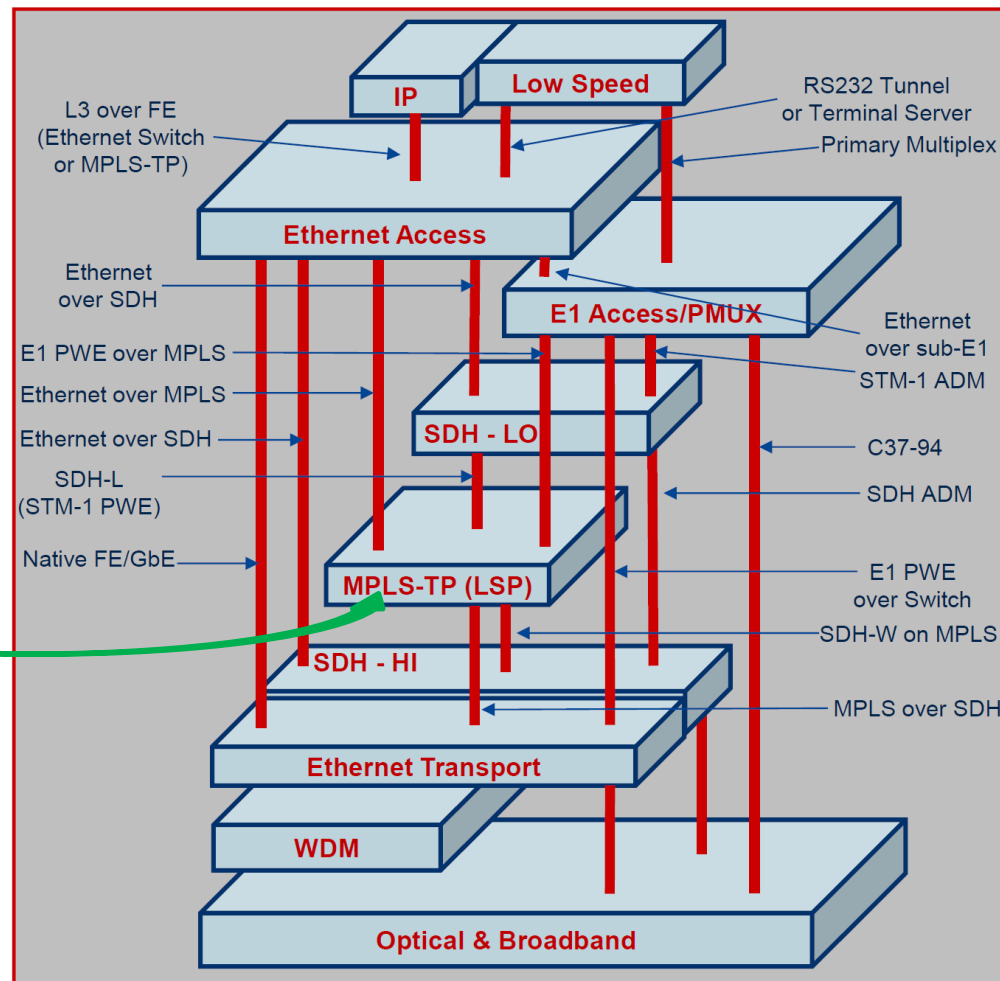 IP
Low Speed
L3 over FE
(Ethernet Switch
or MPLS-TP)
RS232 Tunnel
or Terminal Server
Primary Multiplex
Ethernet Access
Ethernet
over SDH
E1 Access/PMUX
Ethernet
over sub-E1
E1 PWE over MPLS
STM-1 ADM
Ethernet over MPLS
SDH - LO
Ethernet over SDH
C37-94
SDH-L
(STM-1 PWE)
SDH ADM
Native FE/GbE
MPLS-TP (LSP)
E1 PWE
over Switch
SDH-W on MPLS
SDH - HI
MPLS over SDH
Ethernet Transport
WDM
Optical & Broadband